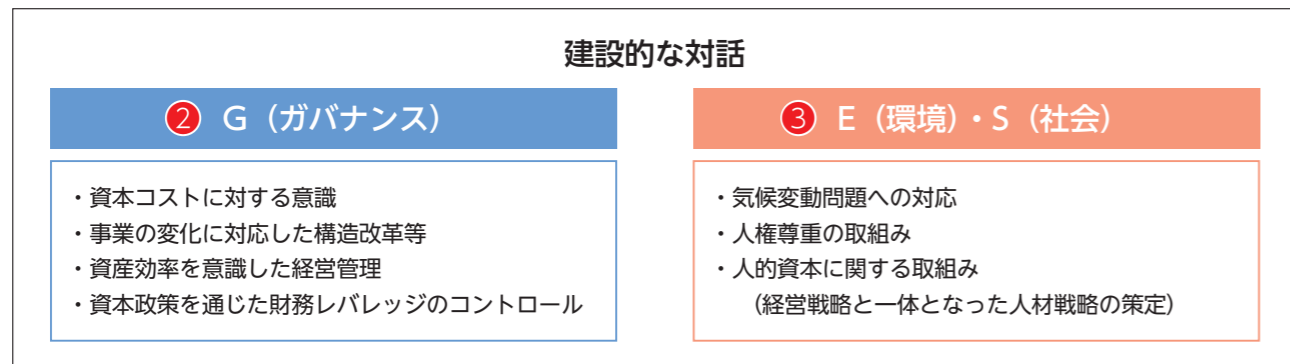 建設的な対話
❷ G（ガバナンス）
・資本コストに対する意識
・事業の変化に対応した構造改革等
・資産効率を意識した経営管理
・資本政策を通じた財務レバレッジのコントロール
❸ E（環境）・S（社会）
・気候変動問題への対応
・人権尊重の取組み
・人的資本に関する取組み
（経営戦略と一体となった人材戦略の策定）